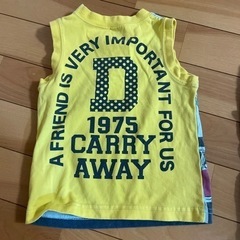 A FRIEND IS VERY IMPORTANT FOR US
D
1975
CARRY
AWAY